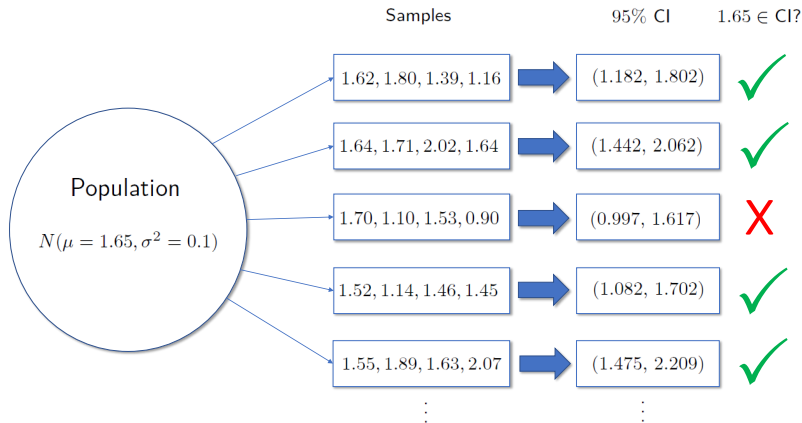 Samples 95% CI 1.65 ∈ CI?
1.62, 1.80, 1.39, 1.16 (1.182, 1.802)
1.64, 1.71, 2.02, 1.64 (1.442, 2.062)
Population
N(μ = 1.65, σ² = 0.1)
1.70, 1.10, 1.53, 0.90 (0.997, 1.617) X
1.52, 1.14, 1.46, 1.45 (1.082, 1.702)
1.55, 1.89, 1.63, 2.07 (1.475, 2.209)
⋮ ⋮